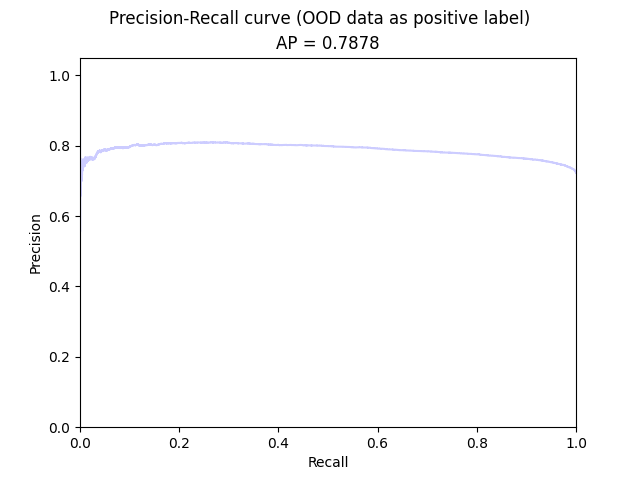 Precision-Recall curve (OOD data as positive label)
AP = 0.7878
1.0
0.8
0.6
0.4
0.2
0.0
Precision
0.0 0.2 0.4 0.6 0.8 1.0
Recall